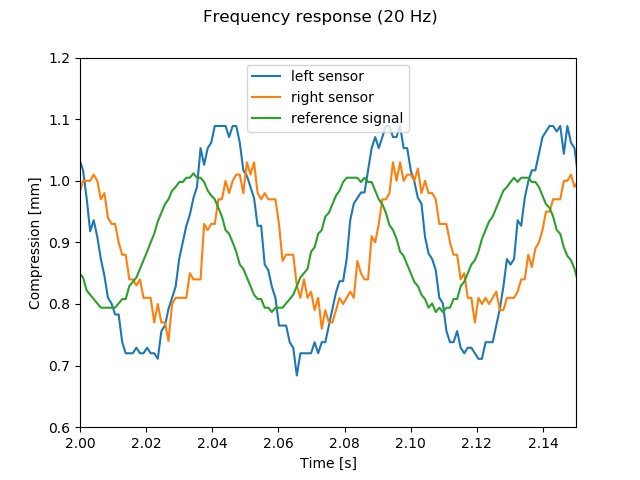 Frequency response (20 Hz)
1.2
1.1
1.0
0.9
0.8
0.7
0.6
Compression [mm]
left sensor
right sensor
reference signal
2.00 2.02 2.04 2.06 2.08 2.10 2.12 2.14
Time [s]